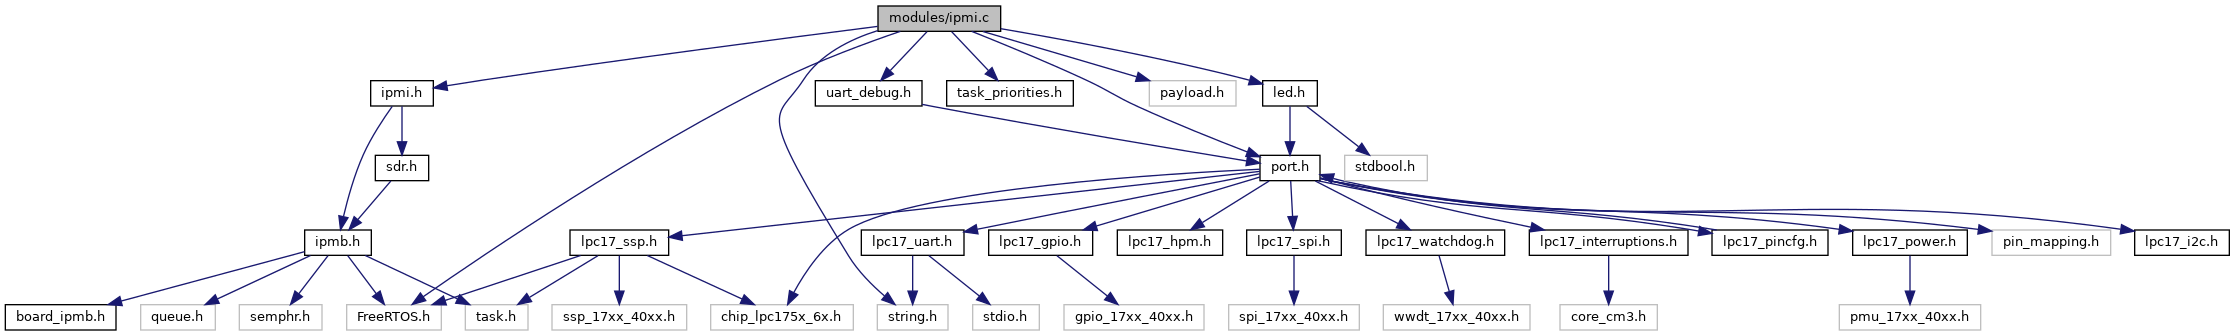 modules/ipmi.c
ipmi.h
uart_debug.h
task_priorities.h
payload.h
led.h
sdr.h
port.h
stdbool.h
ipmb.h
lpc17_ssp.h
lpc17_uart.h
lpc17_gpio.h
lpc17_hpm.h
lpc17_spi.h
lpc17_watchdog.h
lpc17_interruptions.h
lpc17_pincfg.h
lpc17_power.h
pin_mapping.h
lpc17_i2c.h
board_ipmb.h
queue.h
semphr.h
FreeRTOS.h
task.h
ssp_17xx_40xx.h
chip_lpc175x_6x.h
string.h
stdio.h
gpio_17xx_40xx.h
spi_17xx_40xx.h
wwdt_17xx_40xx.h
core_cm3.h
pmu_17xx_40xx.h